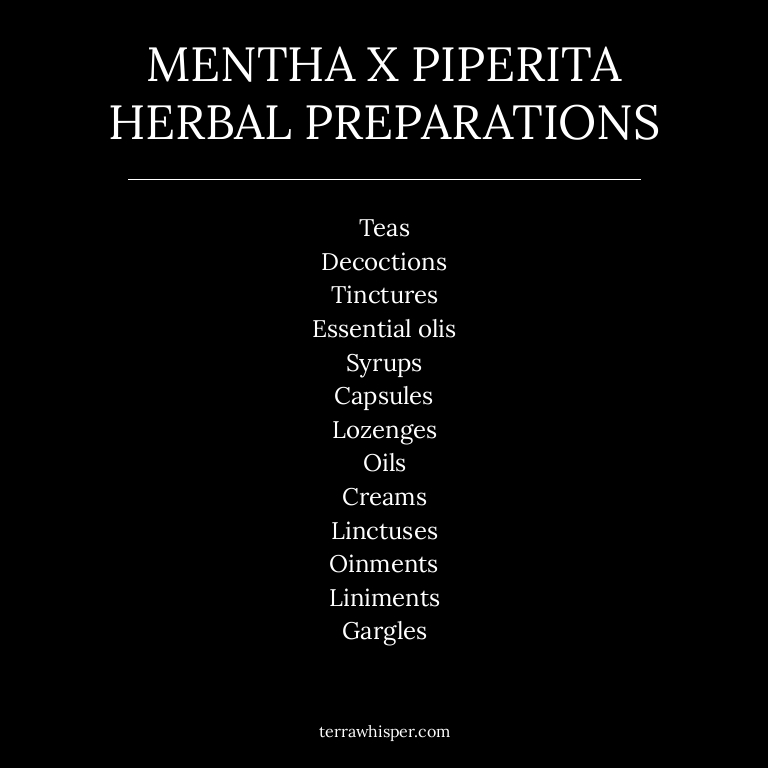 MENTHA X PIPERITA
HERBAL PREPARATIONS
Teas
Decoctions
Tinctures
Essential olis
Syrups
Capsules
Lozenges
Oils
Creams
Linctuses
Oinments
Liniments
Gargles
terrawhisper.com